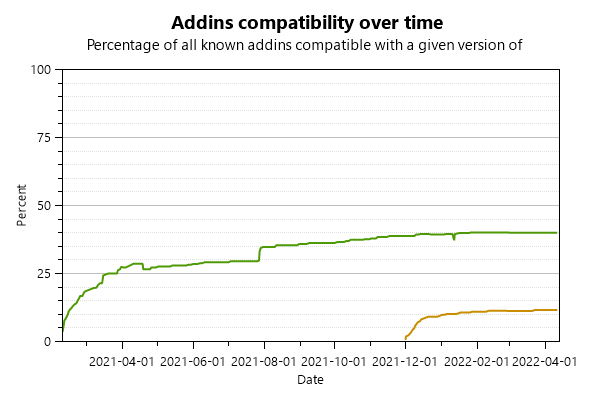 Addins compatibility over time
Percentage of all known addins compatible with a given version of
100
75
50
25
0
Percent
2021-04-01 2021-06-01 2021-08-01 2021-10-01 2021-12-01 2022-02-01 2022-04-01
Date